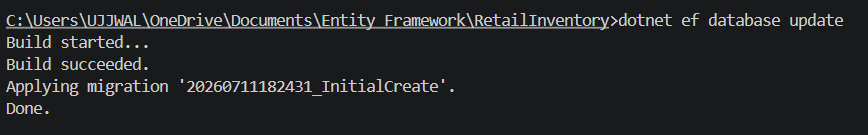 C:\Users\UJJWAL\OneDrive\Documents\Entity Framework\RetailInventory>dotnet ef database update
Build started...
Build succeeded.
Applying migration '20260711182431_InitialCreate'.
Done.